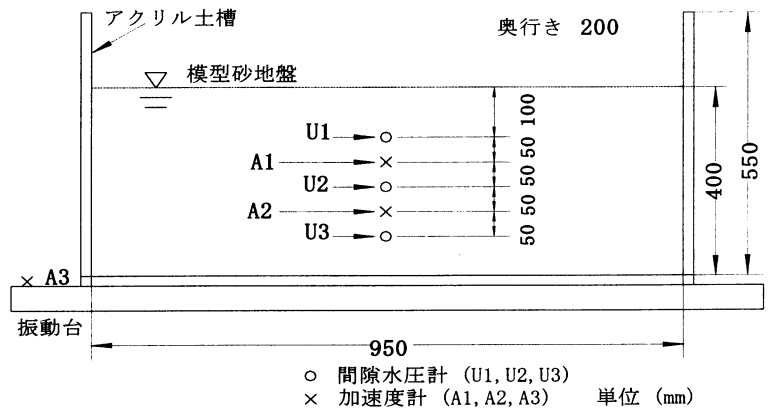 アクリル土槽
奥行き 200
模型砂地盤
U1
A1
U2
A2
U3
100
50
50
50
50
400
550
A3
振動台
950
○ 間隙水圧計 (U1,U2,U3)
× 加速度計 (A1,A2,A3) 単位 (mm)